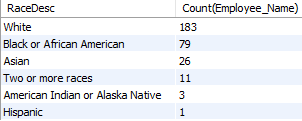 RaceDesc Count(Employee_Name)
White 183
Black or African American 79
Asian 26
Two or more races 11
American Indian or Alaska Native 3
Hispanic 1